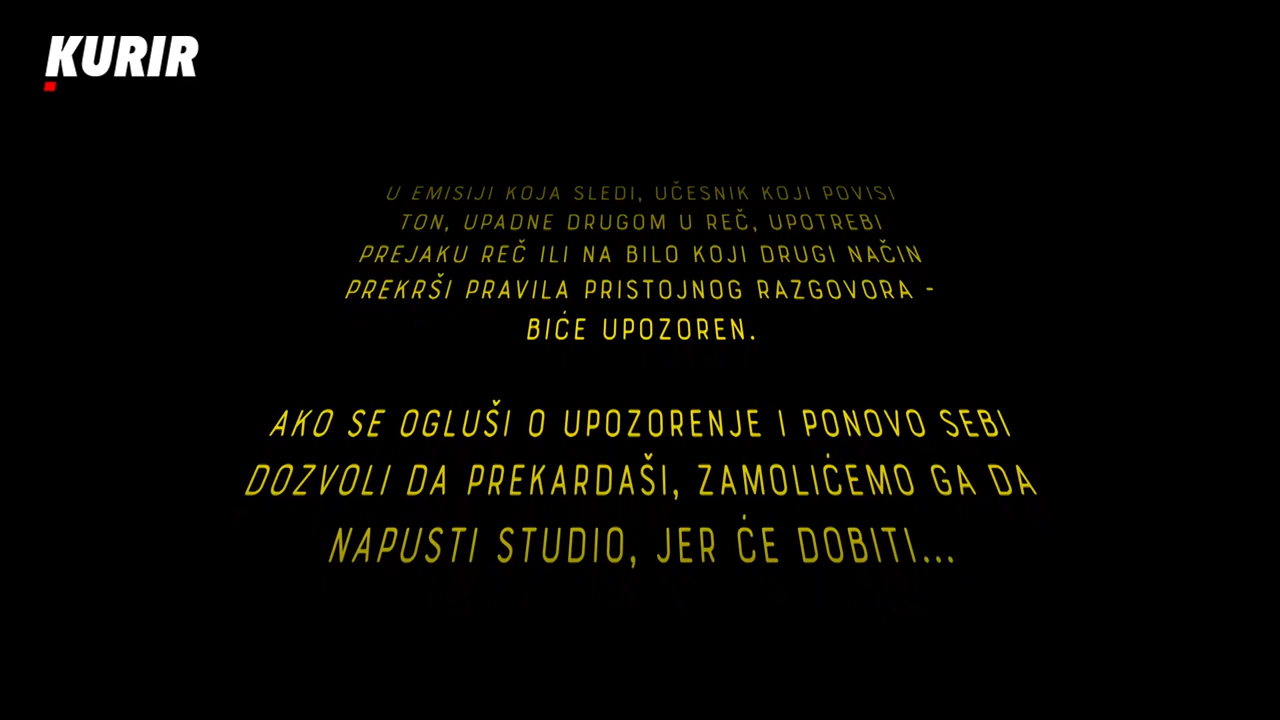 KURIR
U EMISIJI KOJA SLEDI, UČESNIK KOJI POVISI
TON, UPADNE DRUGOM U REČ, UPOTREBI
PREJAKU REČ ILI NA BILO KOJI DRUGI NAČIN
PREKRŠI PRAVILA PRISTOJNOG RAZGOVORA -
BIĆE UPOZOREN.
AKO SE OGLUŠI O UPOZORENJE I PONOVO SEBI
DOZVOLI DA PREKARDAŠI, ZAMOLIĆEMO GA DA
NAPUSTI STUDIO, JER ĆE DOBITI...